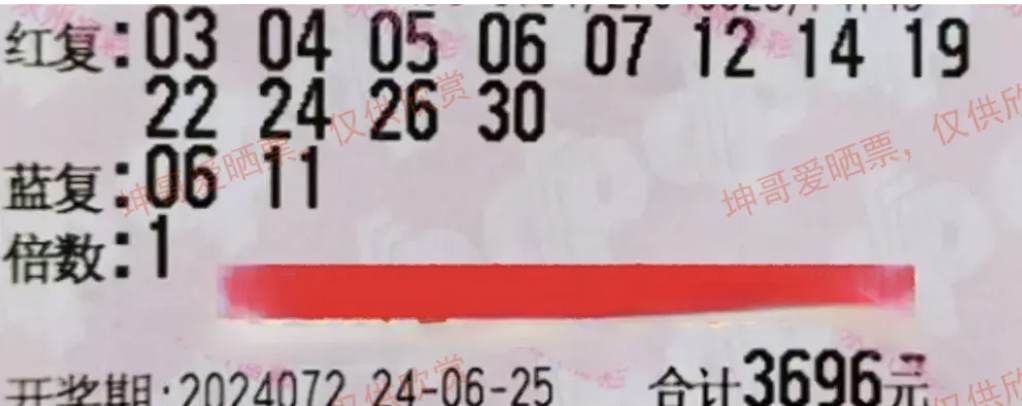 红复:03 04 05 06 07 12 14 19
22 24 26 30
蓝复:06 11
倍数:1
坤哥爱晒票，仅供欣赏
坤哥爱晒票，仅供欣
开奖期:2024072 24-06-25 合计3696元